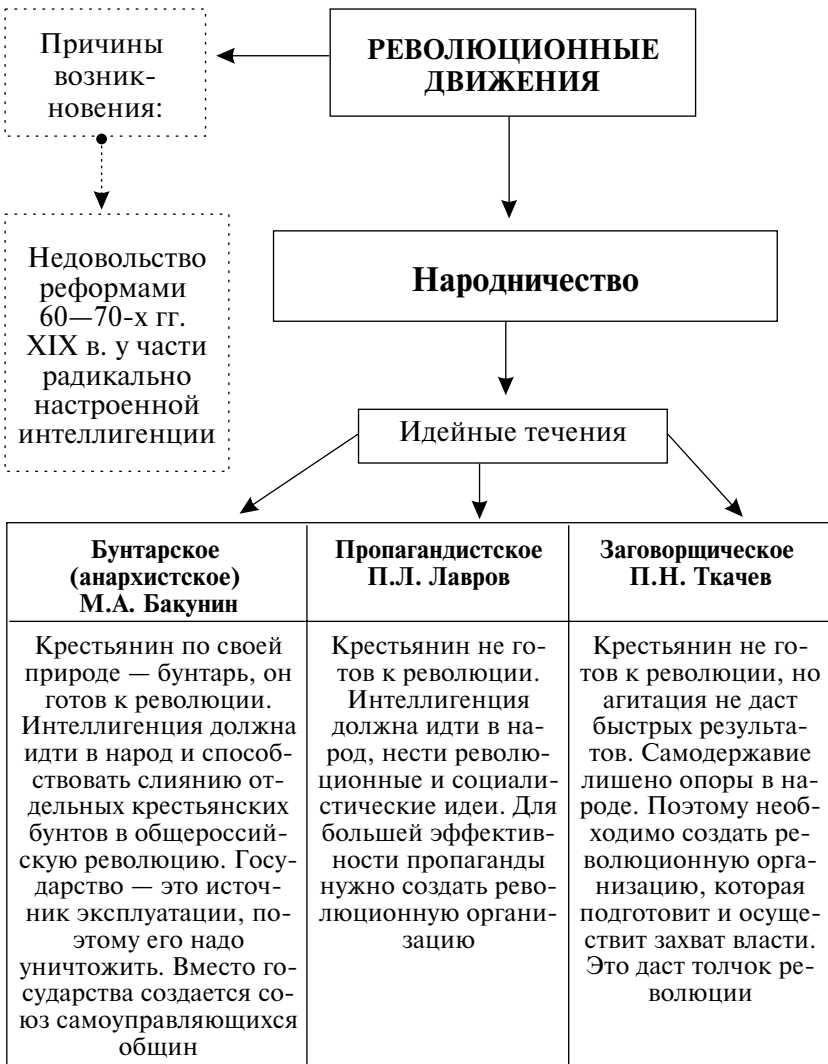 Причины
возник-
новения:
РЕВОЛЮЦИОННЫЕ
ДВИЖЕНИЯ
Недовольство
реформами
60—70-х гг.
XIX в. у части
радикально
настроенной
интеллигенции
Народничество
Идейные течения
Бунтарское
(анархистское)
М.А. Бакунин
Крестьянин по своей
природе — бунтарь, он
готов к революции.
Интеллигенция должна
идти в народ и способ-
ствовать слиянию от-
дельных крестьянских
бунтов в общероссий-
скую революцию. Госу-
дарство — это источ-
ник эксплуатации, по-
этому его надо
уничтожить. Вместо го-
сударства создается со-
юз самоуправляющихся
общин
Пропагандистское
П.Л. Лавров
Крестьянин не го-
тов к революции.
Интеллигенция
должна идти в на-
род, нести револю-
ционные и социали-
стические идеи. Для
большей эффектив-
ности пропаганды
нужно создать рево-
люционную органи-
зацию
Заговорщическое
П.Н. Ткачев
Крестьянин не го-
тов к революции, но
агитация не даст
быстрых результа-
тов. Самодержавие
лишено опоры в на-
роде. Поэтому необ-
ходимо создать ре-
волюционную орга-
низацию, которая
подготовит и осуще-
ствит захват власти.
Это даст толчок ре-
волюции